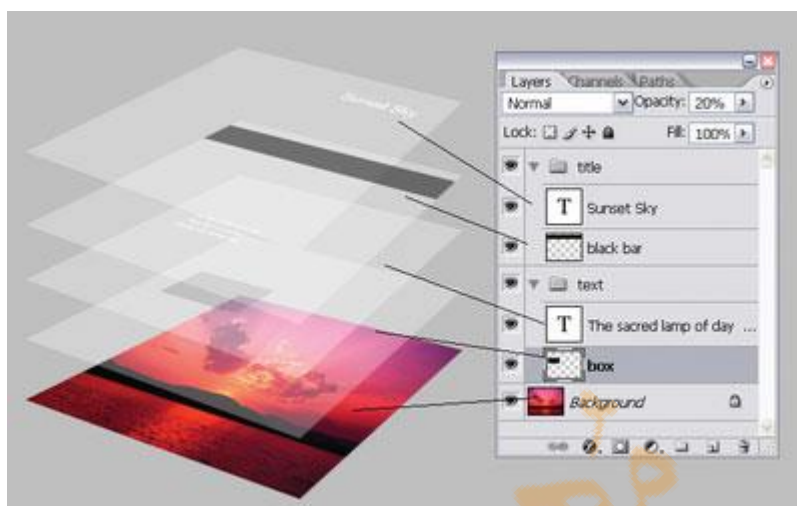 Sunset Sky
Layers Channels Paths
Normal Opacity: 20%
Lock: Fill: 100%
title
T Sunset Sky
black bar
text
T The sacred lamp of day ...
box
Background